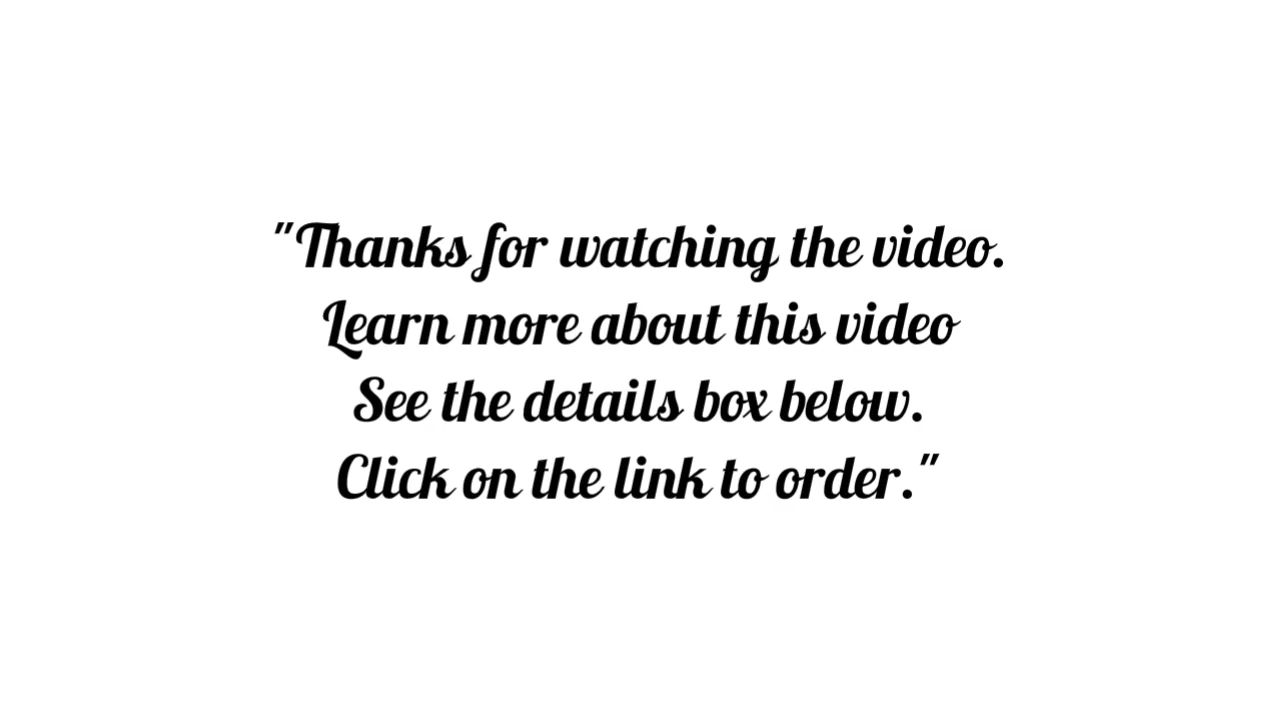 "Thanks for watching the video.
Learn more about this video
See the details box below.
Click on the link to order."